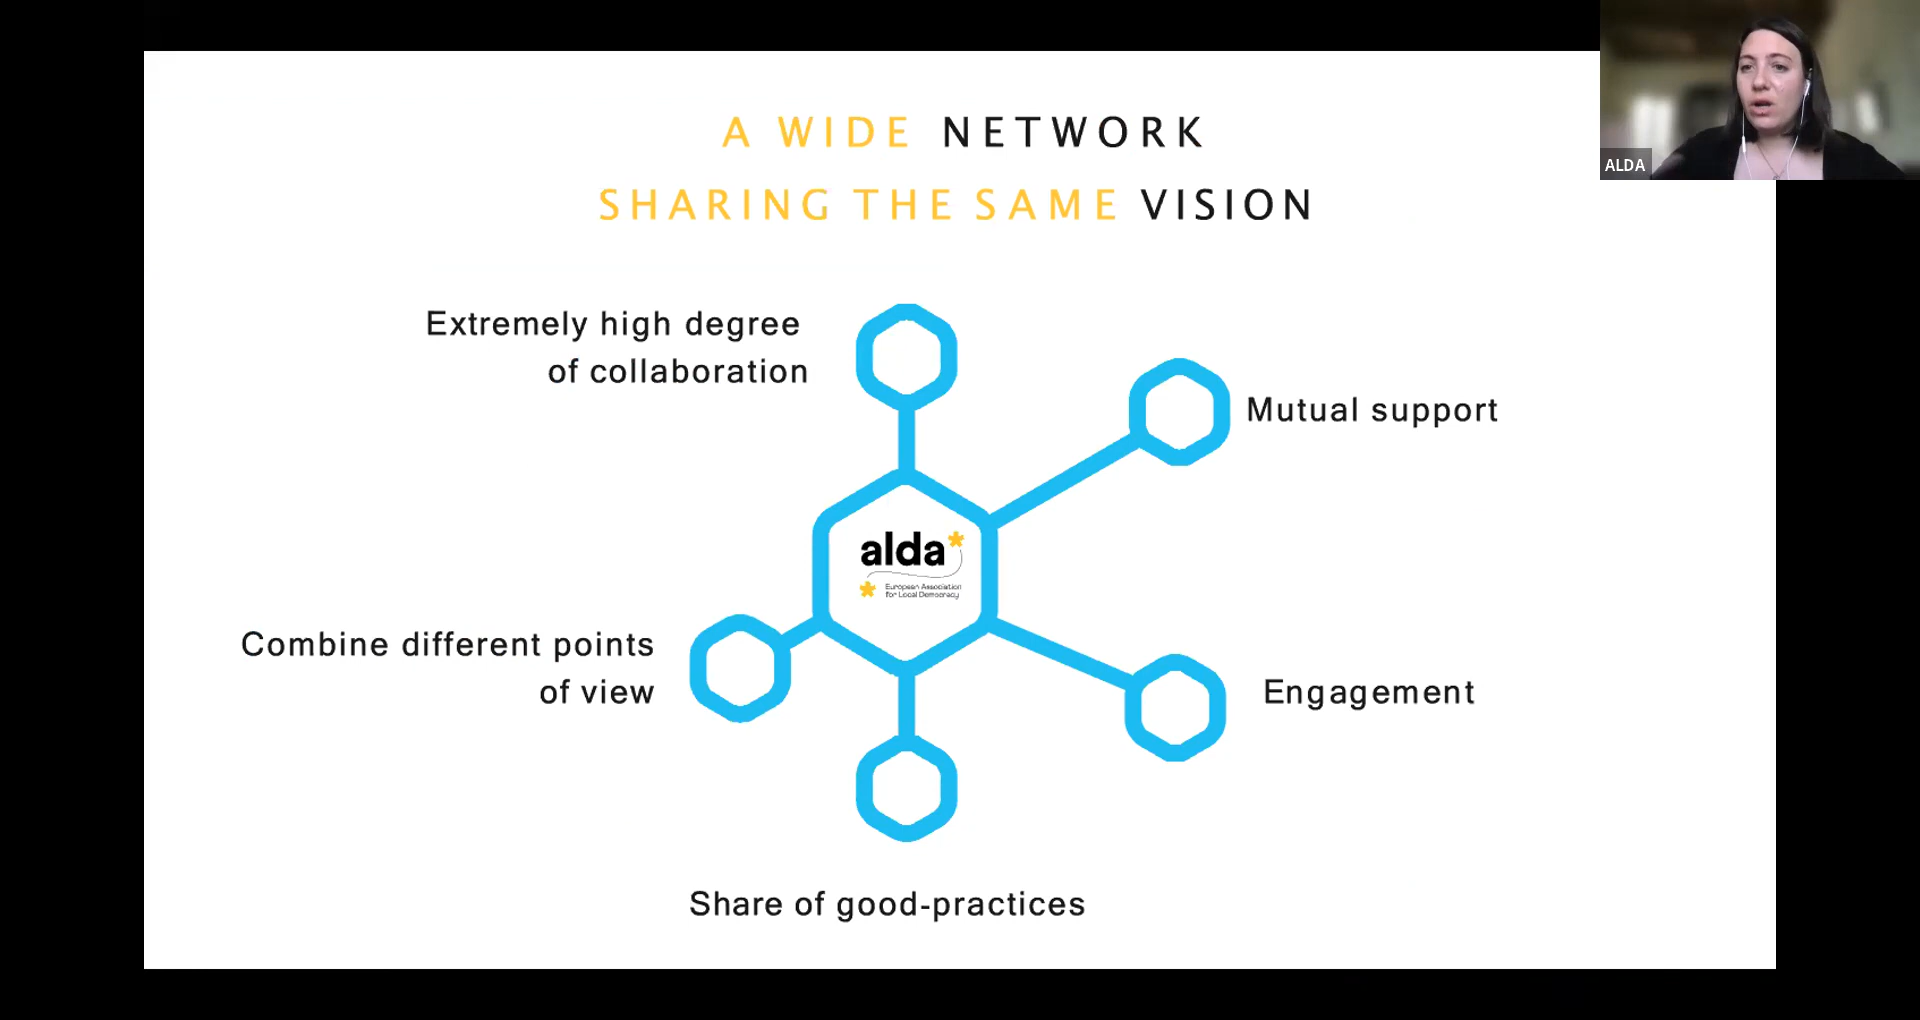 A WIDE NETWORK
SHARING THE SAME VISION
ALDA
Extremely high degree
of collaboration
Mutual support
alda
European Association
for Local Democracy
Combine different points
of view
Engagement
Share of good-practices